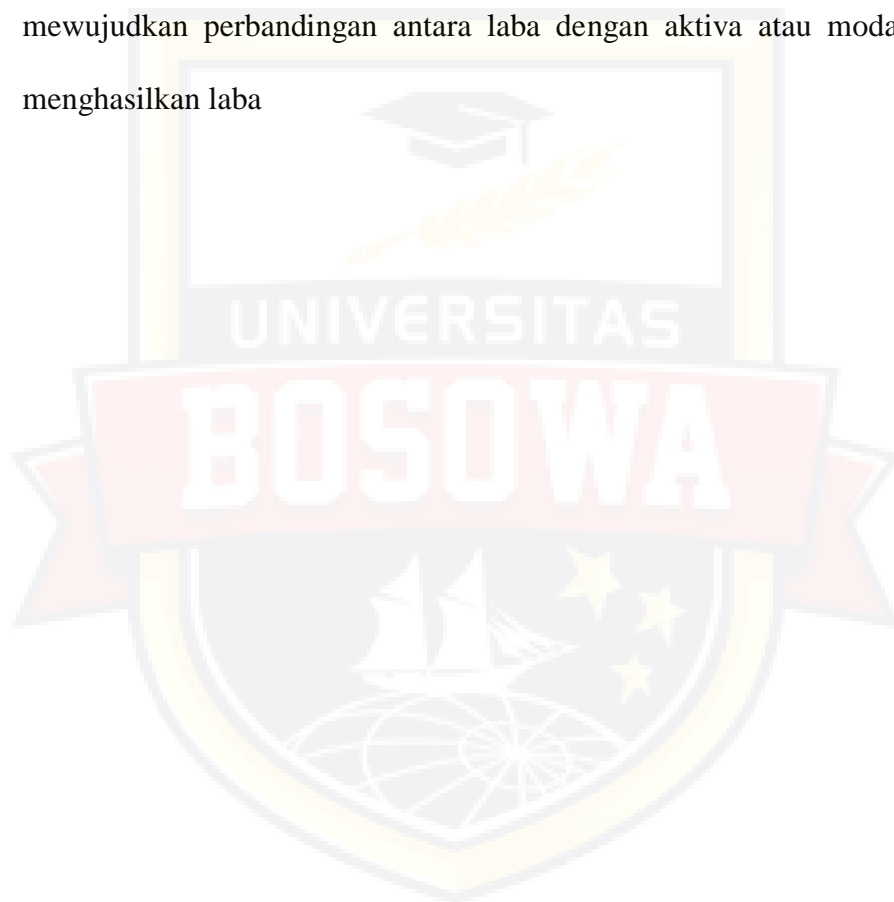 mewujudkan perbandingan antara laba dengan aktiva atau moda
menghasilkan laba
UNIVERSITAS
BOSOWA